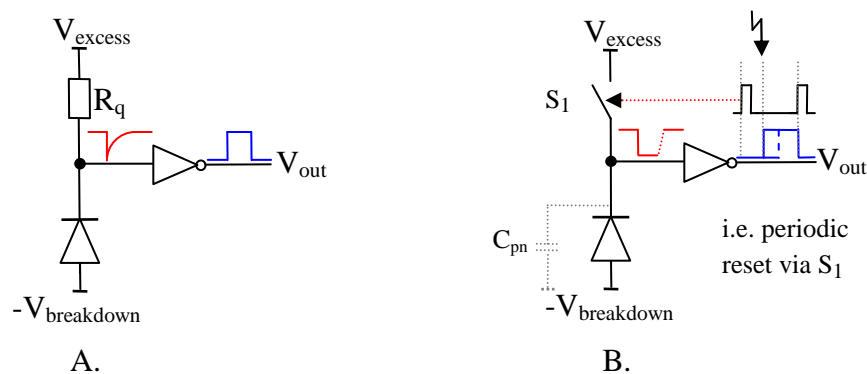 V_excess
R_q
V_out
-V_breakdown
A.
V_excess
S_1
V_out
C_pn
i.e. periodic
reset via S_1
-V_breakdown
B.